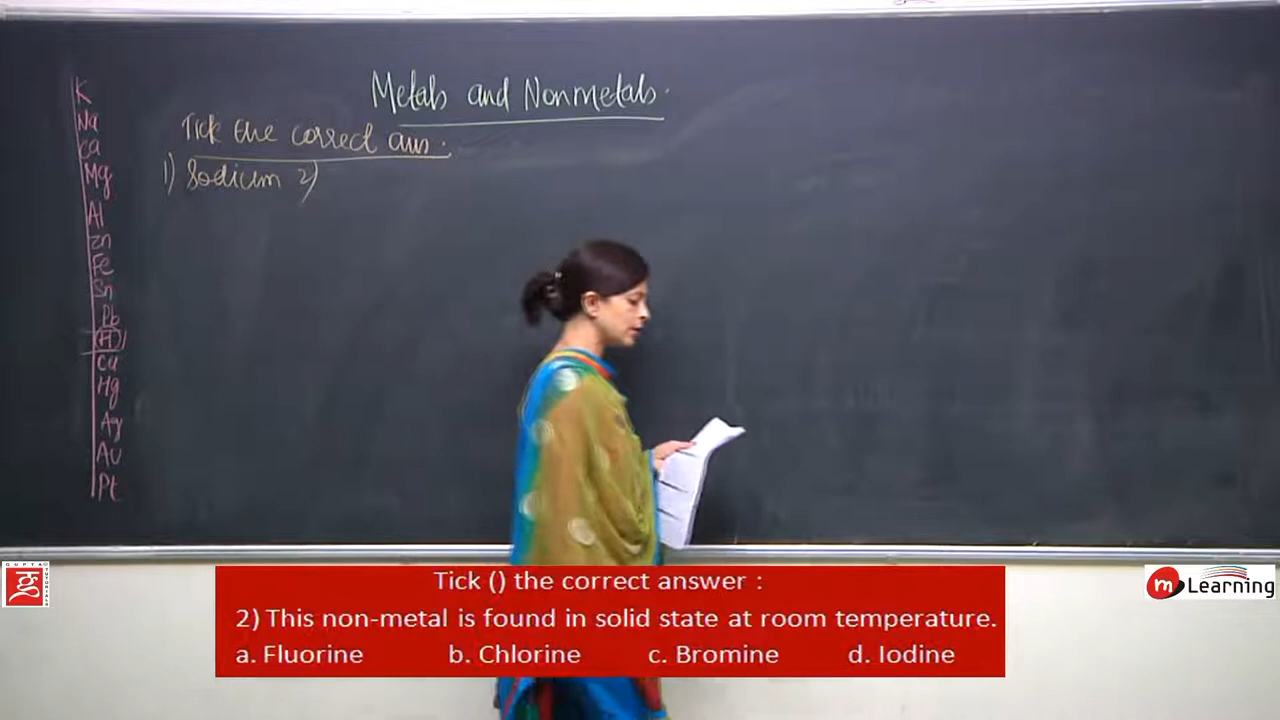 Metals and Nonmetals.
Tick the correct ans.
1) Sodium 2)
K
Na
Ca
Mg
Al
Zn
Fe
Sn
Pb
(H)
Cu
Hg
Ag
Au
Pt
GUPTA TUTORIALS
m Learning
Tick () the correct answer :
2) This non-metal is found in solid state at room temperature.
a. Fluorine b. Chlorine c. Bromine d. Iodine